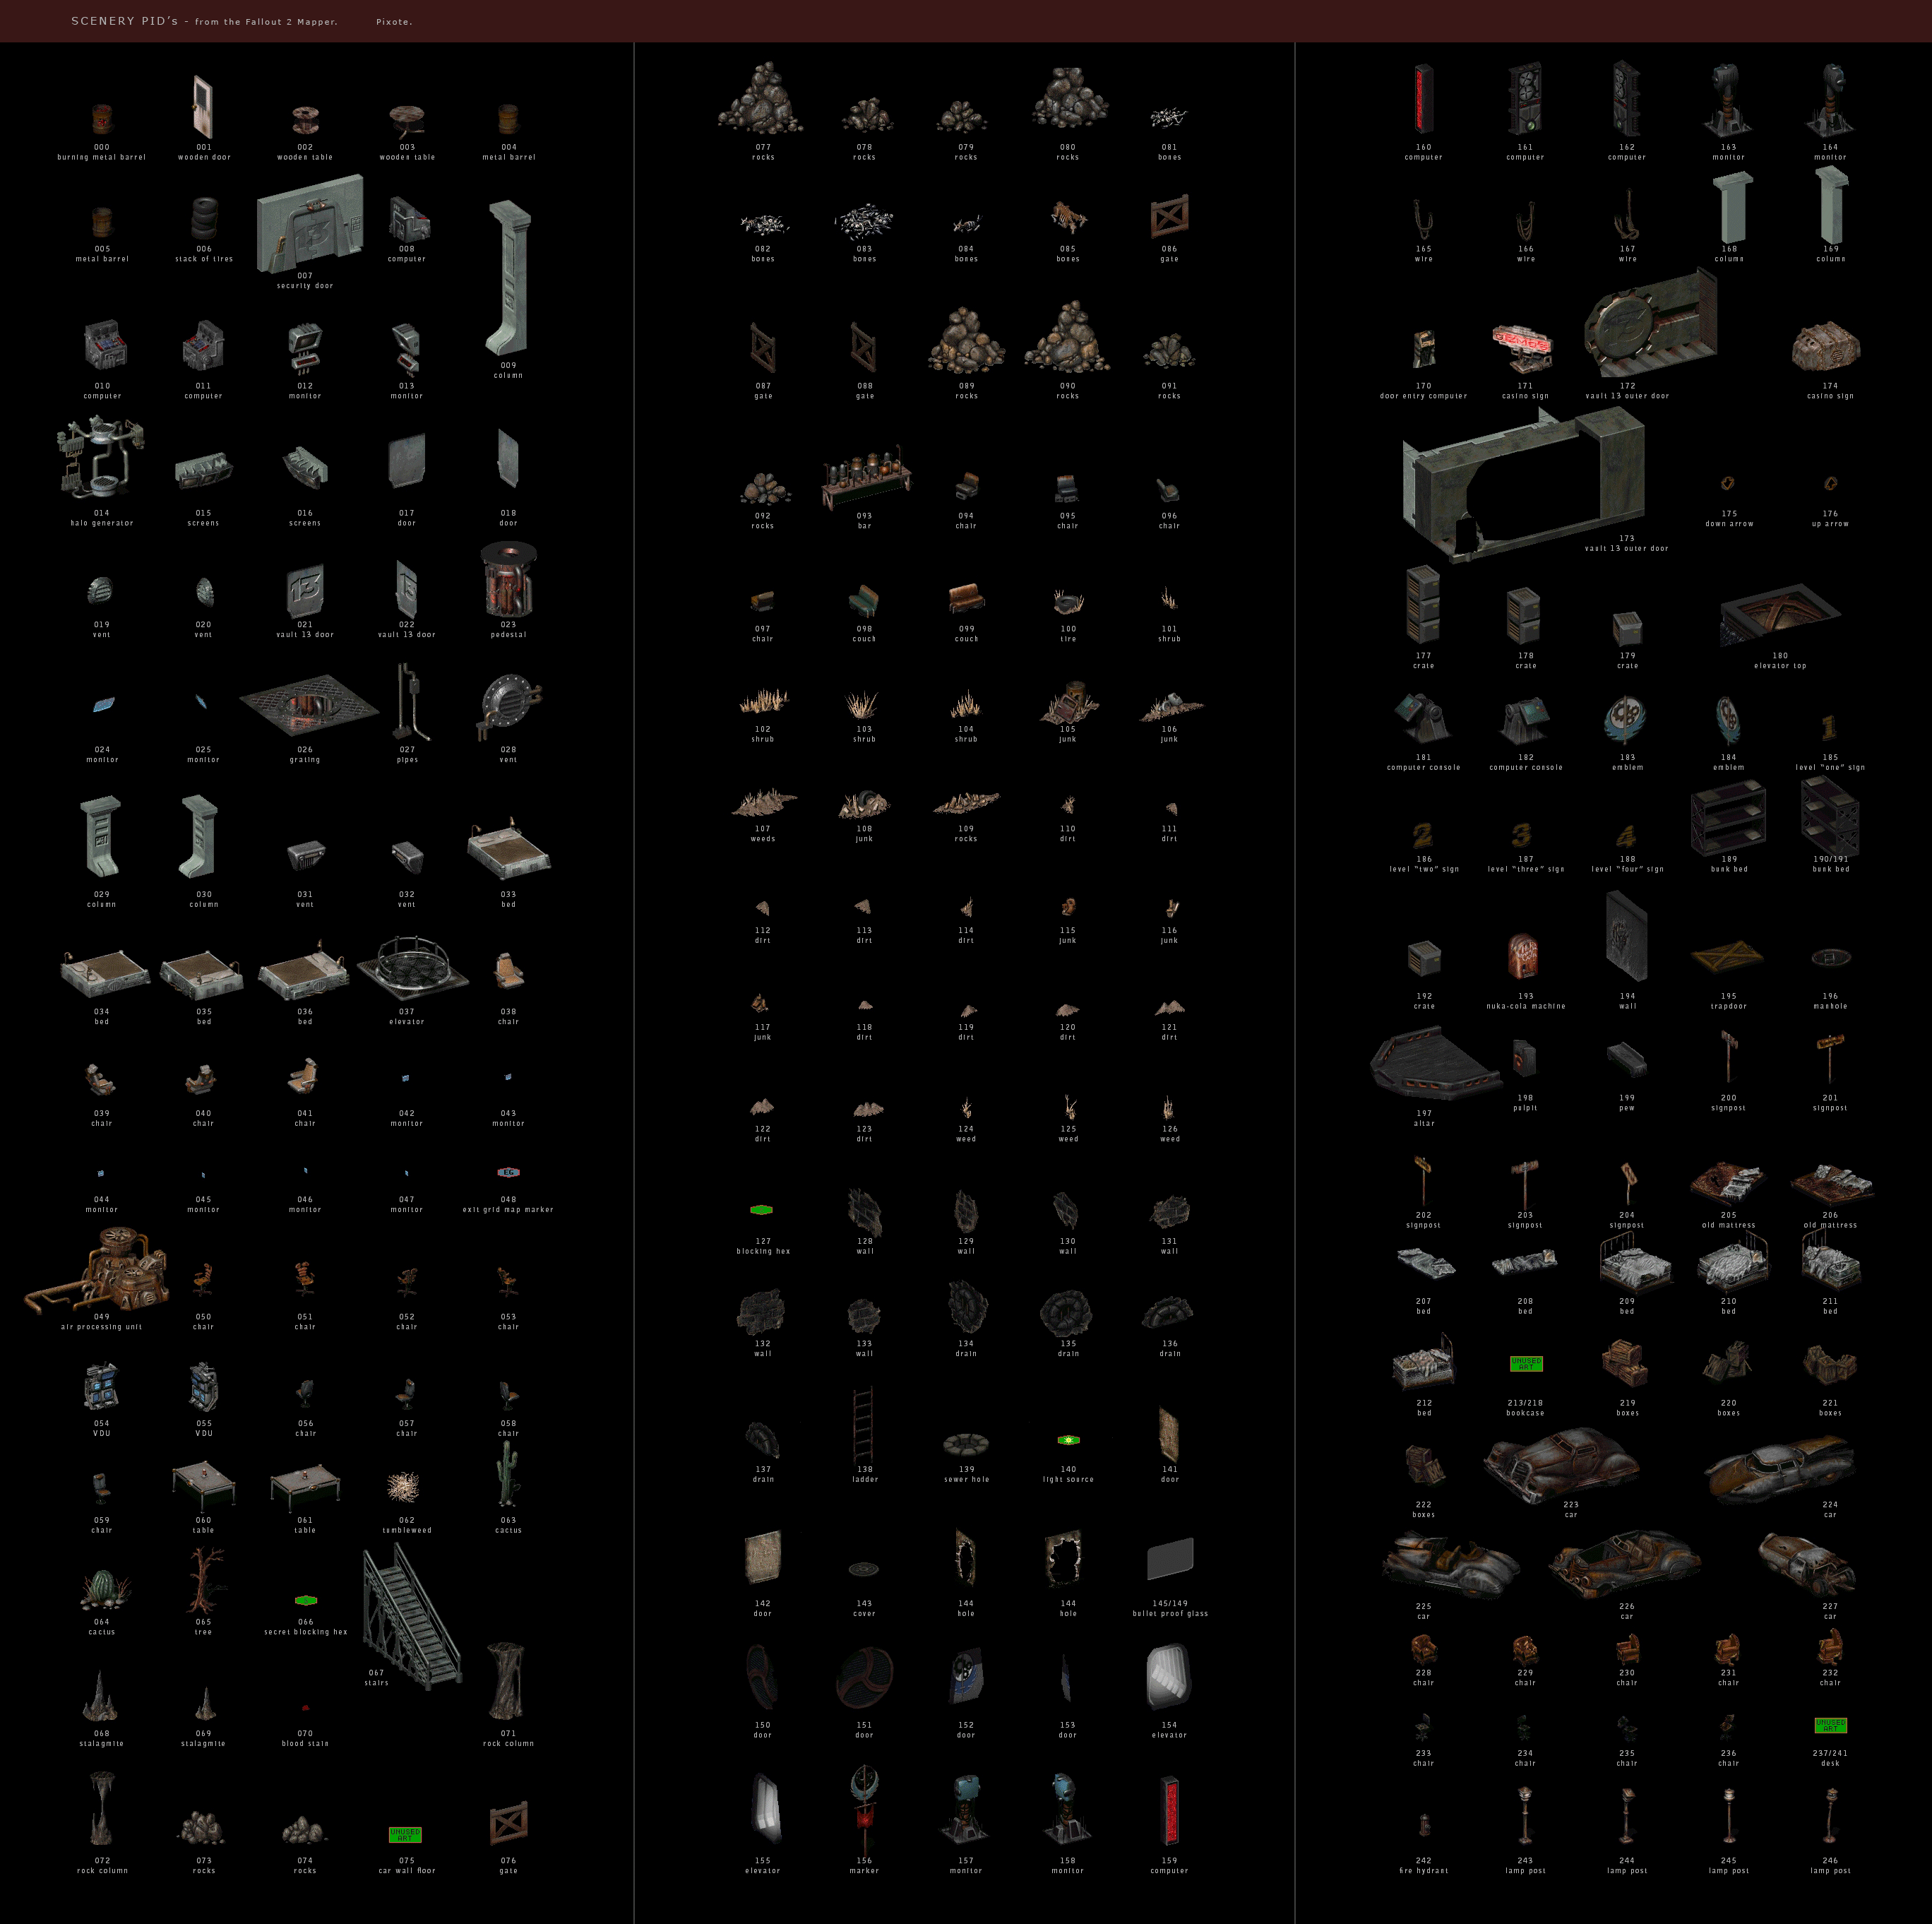 SCENERY PID's - from the Fallout 2 Mapper. Pixote.
000 001 002 003 004
burning metal barrel wooden door wooden table wooden table metal barrel
005 006 008
metal barrel stack of tires computer
007
security door
009
column
010 011 012 013
computer computer monitor monitor
014 015 016 017 018
halo generator screens screens door door
13
019 020 021 022 023
vent vent vault 13 door vault 13 door pedestal
024 025 026 027 028
monitor monitor grating pipes vent
029 030 031 032 033
column column vent vent bed
034 035 036 037 038
bed bed bed elevator chair
039 040 041 042 043
chair chair chair monitor monitor
EG
044 045 046 047 048
monitor monitor monitor monitor exit grid map marker
049 050 051 052 053
air processing unit chair chair chair chair
054 055 056 057 058
VDU VDU chair chair chair
059 060 061 062 063
chair table table tumbleweed cactus
064 065 066
cactus tree secret blocking hex
067
stairs
068 069 070 071
stalagmite stalagmite blood stain rock column
UNUSED
ART
072 073 074 075 076
rock column rocks rocks car wall floor gate
077 078 079 080 081
rocks rocks rocks rocks bones
082 083 084 085 086
bones bones bones bones gate
087 088 089 090 091
gate gate rocks rocks rocks
092 093 094 095 096
rocks bar chair chair chair
097 098 099 100 101
chair couch couch tire shrub
102 103 104 105 106
shrub shrub shrub junk junk
107 108 109 110 111
weeds junk rocks dirt dirt
112 113 114 115 116
dirt dirt dirt junk junk
117 118 119 120 121
junk dirt dirt dirt dirt
122 123 124 125 126
dirt dirt weed weed weed
127 128 129 130 131
blocking hex wall wall wall wall
132 133 134 135 136
wall wall drain drain drain
137 138 139 140 141
drain ladder sewer hole light source door
142 143 144 144 145/149
door cover hole hole bullet proof glass
150 151 152 153 154
door door door door elevator
155 156 157 158 159
elevator marker monitor monitor computer
160 161 162 163 164
computer computer computer monitor monitor
165 166 167 168 169
wire wire wire column column
170 171 172 174
door entry computer casino sign vault 13 outer door casino sign
175 176
down arrow up arrow
173
vault 13 outer door
177 178 179 180
crate crate crate elevator top
1
181 182 183 184 185
computer console computer console emblem emblem level "one" sign
2 3 4
186 187 188 189 190/191
level "two" sign level "three" sign level "four" sign bunk bed bunk bed
192 193 194 195 196
crate nuka-cola machine wall trapdoor manhole
197 198 199 200 201
altar pulpit pew signpost signpost
202 203 204 205 206
signpost signpost signpost old mattress old mattress
207 208 209 210 211
bed bed bed bed bed
UNUSED
ART
212 213/218 219 220 221
bed bookcase boxes boxes boxes
222 223 224
boxes car car
225 226 227
car car car
228 229 230 231 232
chair chair chair chair chair
UNUSED
ART
233 234 235 236 237/241
chair chair chair chair desk
242 243 244 245 246
fire hydrant lamp post lamp post lamp post lamp post